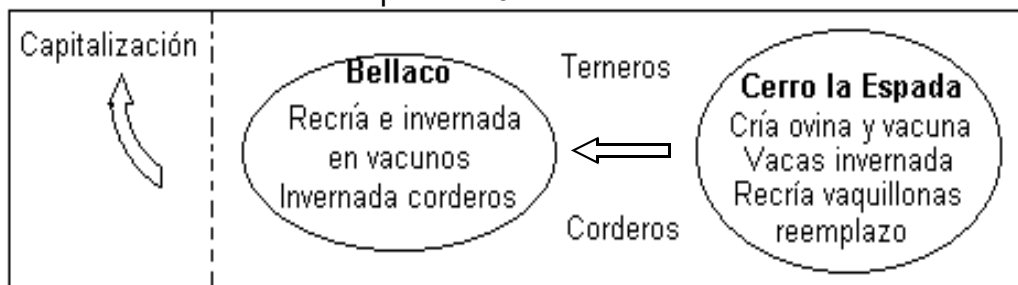 Capitalización
Bellaco
Recría e invernada
en vacunos
Invernada corderos
Terneros
Corderos
Cerro la Espada
Cría ovina y vacuna
Vacas invernada
Recría vaquillonas
reemplazo